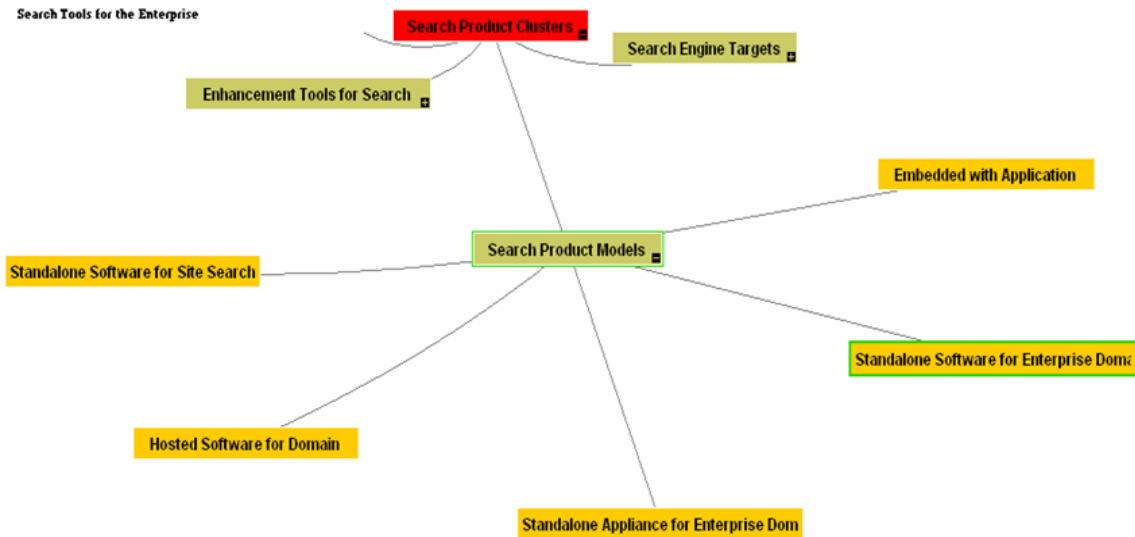 Search Tools for the Enterprise
Search Product Clusters
Search Engine Targets
Enhancement Tools for Search
Embedded with Application
Search Product Models
Standalone Software for Site Search
Standalone Software for Enterprise Doma
Hosted Software for Domain
Standalone Appliance for Enterprise Dom